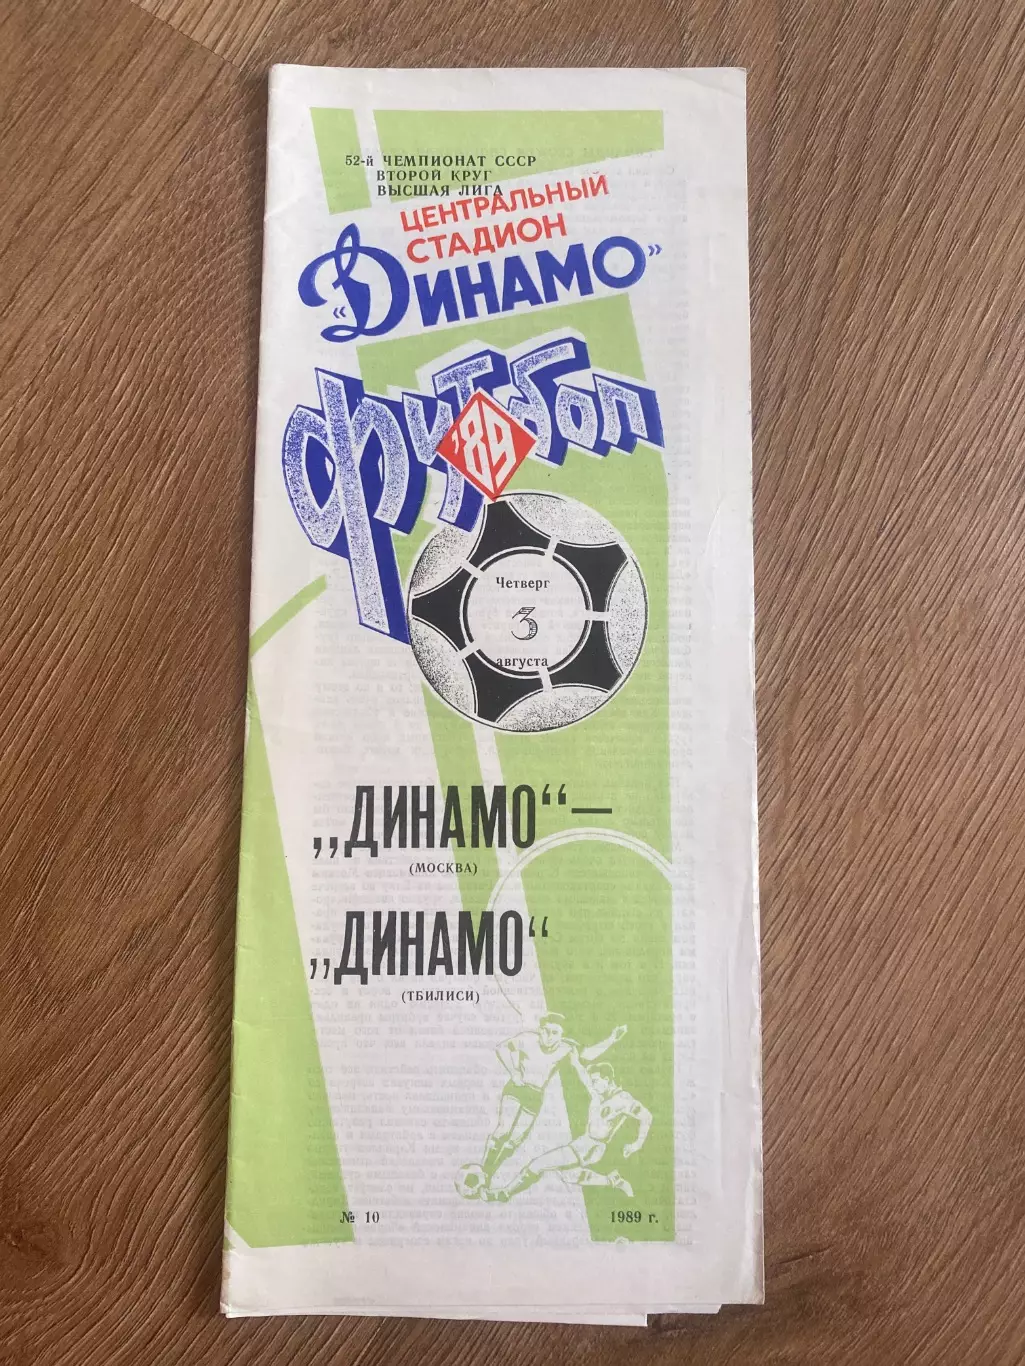 52-й ЧЕМПИОНАТ СССР
ВТОРОЙ КРУГ
ВЫСШАЯ ЛИГА
ЦЕНТРАЛЬНЫЙ
СТАДИОН
„ДИНАМО"
футбол
'89
Четверг
3
августа
„ДИНАМО“—
(МОСКВА)
„ДИНАМО“
(ТБИЛИСИ)
№ 10 1989 г.